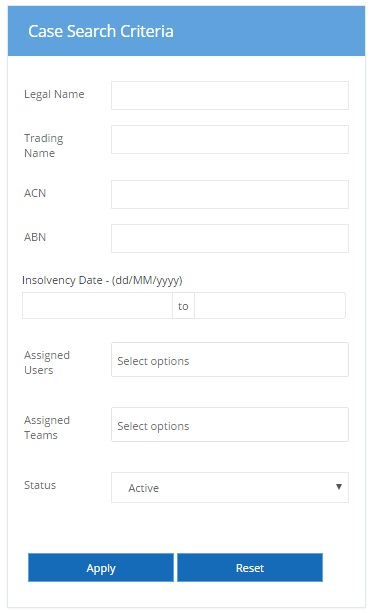 Case Search Criteria
Legal Name
Trading
Name
ACN
ABN
Insolvency Date - (dd/MM/yyyy)
to
Assigned
Users
Select options
Assigned
Teams
Select options
Status
Active
Apply
Reset